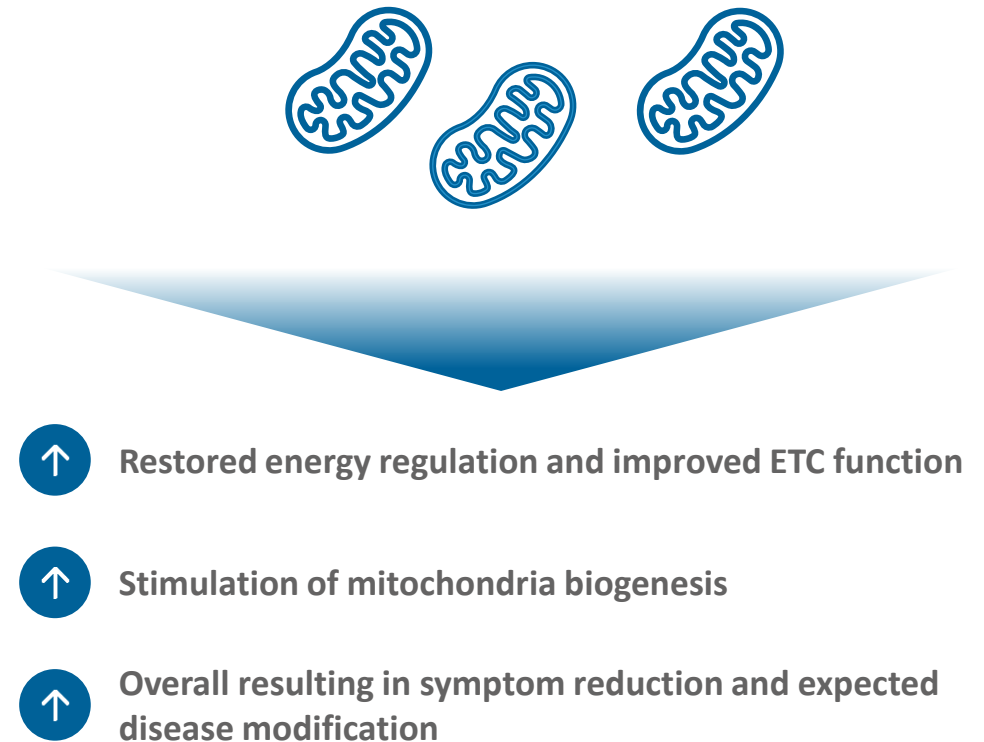 Restored energy regulation and improved ETC function
Stimulation of mitochondria biogenesis
Overall resulting in symptom reduction and expected
disease modification